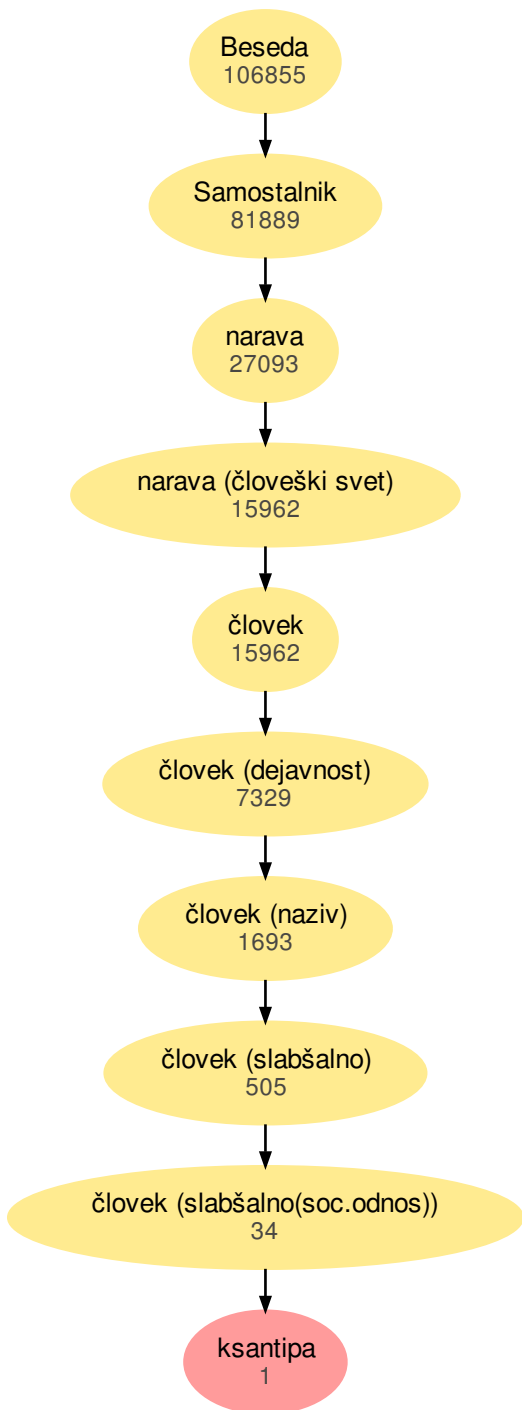 Beseda
106855
Samostalnik
81889
narava
27093
narava (človeški svet)
15962
človek
15962
človek (dejavnost)
7329
človek (naziv)
1693
človek (slabšalno)
505
človek (slabšalno(soc.odnos))
34
ksantipa
1